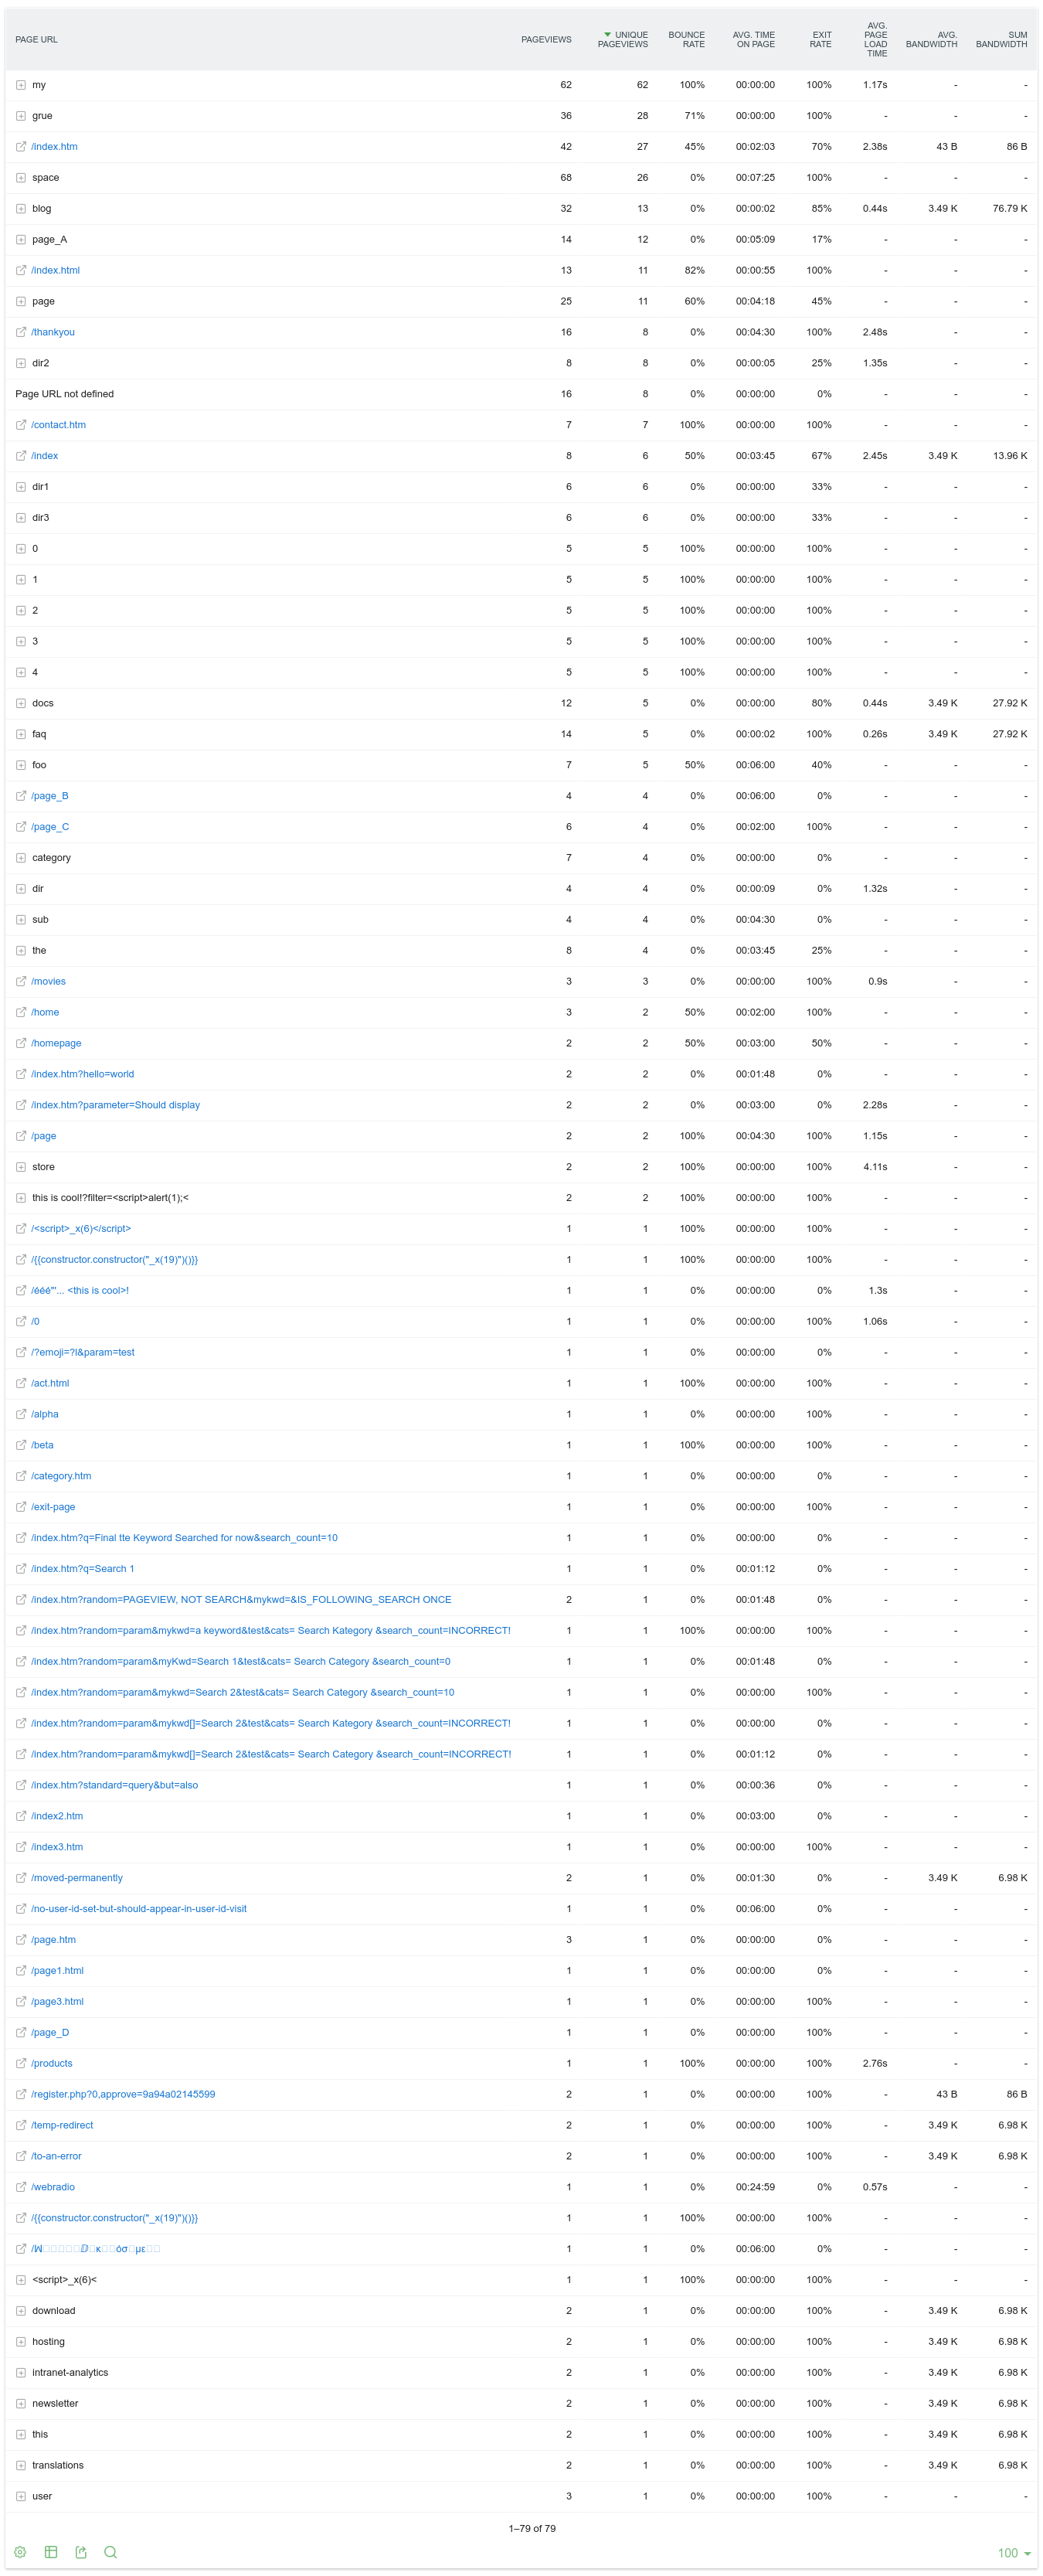 PAGE URL PAGEVIEWS UNIQUE PAGEVIEWS BOUNCE RATE AVG. TIME ON PAGE EXIT RATE AVG. PAGE LOAD TIME AVG. BANDWIDTH SUM BANDWIDTH
my 62 62 100% 00:00:00 100% 1.17s - -
grue 36 28 71% 00:00:00 100% - - -
/index.htm 42 27 45% 00:02:03 70% 2.38s 43 B 86 B
space 68 26 0% 00:07:25 100% - - -
blog 32 13 0% 00:00:02 85% 0.44s 3.49 K 76.79 K
page_A 14 12 0% 00:05:09 17% - - -
/index.html 13 11 82% 00:00:55 100% - - -
page 25 11 60% 00:04:18 45% - - -
/thankyou 16 8 0% 00:04:30 100% 2.48s - -
dir2 8 8 0% 00:00:05 25% 1.35s - -
Page URL not defined 16 8 0% 00:00:00 0% - - -
/contact.htm 7 7 100% 00:00:00 100% - - -
/index 8 6 50% 00:03:45 67% 2.45s 3.49 K 13.96 K
dir1 6 6 0% 00:00:00 33% - - -
dir3 6 6 0% 00:00:00 33% - - -
0 5 5 100% 00:00:00 100% - - -
1 5 5 100% 00:00:00 100% - - -
2 5 5 100% 00:00:00 100% - - -
3 5 5 100% 00:00:00 100% - - -
4 5 5 100% 00:00:00 100% - - -
docs 12 5 0% 00:00:00 80% 0.44s 3.49 K 27.92 K
faq 14 5 0% 00:00:02 100% 0.26s 3.49 K 27.92 K
foo 7 5 50% 00:06:00 40% - - -
/page_B 4 4 0% 00:06:00 0% - - -
/page_C 6 4 0% 00:02:00 100% - - -
category 7 4 0% 00:00:00 0% - - -
dir 4 4 0% 00:00:09 0% 1.32s - -
sub 4 4 0% 00:04:30 0% - - -
the 8 4 0% 00:03:45 25% - - -
/movies 3 3 0% 00:00:00 100% 0.9s - -
/home 3 2 50% 00:02:00 100% - - -
/homepage 2 2 50% 00:03:00 50% - - -
/index.htm?hello=world 2 2 0% 00:01:48 0% - - -
/index.htm?parameter=Should display 2 2 0% 00:03:00 0% 2.28s - -
/page 2 2 100% 00:04:30 100% 1.15s - -
store 2 2 100% 00:00:00 100% 4.11s - -
this is cool!?filter=<script>alert(1);< 2 2 100% 00:00:00 100% - - -
/<script>_x(6)</script> 1 1 100% 00:00:00 100% - - -
/{{constructor.constructor("_x(19)")()}} 1 1 100% 00:00:00 100% - - -
/ééé"'... <this is cool>! 1 1 0% 00:00:00 0% 1.3s - -
/0 1 1 0% 00:00:00 100% 1.06s - -
/?emoji=?l&param=test 1 1 0% 00:00:00 0% - - -
/act.html 1 1 100% 00:00:00 100% - - -
/alpha 1 1 0% 00:00:00 100% - - -
/beta 1 1 100% 00:00:00 100% - - -
/category.htm 1 1 0% 00:00:00 0% - - -
/exit-page 1 1 0% 00:00:00 100% - - -
/index.htm?q=Final tte Keyword Searched for now&search_count=10 1 1 0% 00:00:00 0% - - -
/index.htm?q=Search 1 1 1 0% 00:01:12 0% - - -
/index.htm?random=PAGEVIEW, NOT SEARCH&mykwd=&IS_FOLLOWING_SEARCH ONCE 2 1 0% 00:01:48 0% - - -
/index.htm?random=param&mykwd=a keyword&test&cats= Search Kategory &search_count=INCORRECT! 1 1 100% 00:00:00 100% - - -
/index.htm?random=param&myKwd=Search 1&test&cats= Search Category &search_count=0 1 1 0% 00:01:48 0% - - -
/index.htm?random=param&mykwd=Search 2&test&cats= Search Category &search_count=10 1 1 0% 00:00:00 100% - - -
/index.htm?random=param&mykwd[]=Search 2&test&cats= Search Kategory &search_count=INCORRECT! 1 1 0% 00:00:00 0% - - -
/index.htm?random=param&mykwd[]=Search 2&test&cats= Search Category &search_count=INCORRECT! 1 1 0% 00:01:12 0% - - -
/index.htm?standard=query&but=also 1 1 0% 00:00:36 0% - - -
/index2.htm 1 1 0% 00:03:00 0% - - -
/index3.htm 1 1 0% 00:00:00 100% - - -
/moved-permanently 2 1 0% 00:01:30 0% - 3.49 K 6.98 K
/no-user-id-set-but-should-appear-in-user-id-visit 1 1 0% 00:06:00 0% - - -
/page.htm 3 1 0% 00:00:00 0% - - -
/page1.html 1 1 0% 00:00:00 0% - - -
/page3.html 1 1 0% 00:00:00 100% - - -
/page_D 1 1 0% 00:00:00 100% - - -
/products 1 1 100% 00:00:00 100% 2.76s - -
/register.php?0,approve=9a94a02145599 2 1 0% 00:00:00 100% - 43 B 86 B
/temp-redirect 2 1 0% 00:00:00 100% - 3.49 K 6.98 K
/to-an-error 2 1 0% 00:00:00 100% - 3.49 K 6.98 K
/webradio 1 1 0% 00:24:59 0% 0.57s - -
/{{constructor.constructor("_x(19)")()}} 1 1 100% 00:00:00 100% - - -
1 1 0% 00:06:00 0% - - -
<script>_x(6)< 1 1 100% 00:00:00 100% - - -
download 2 1 0% 00:00:00 100% - 3.49 K 6.98 K
hosting 2 1 0% 00:00:00 100% - 3.49 K 6.98 K
intranet-analytics 2 1 0% 00:00:00 100% - 3.49 K 6.98 K
newsletter 2 1 0% 00:00:00 100% - 3.49 K 6.98 K
this 2 1 0% 00:00:00 100% - 3.49 K 6.98 K
translations 2 1 0% 00:00:00 100% - 3.49 K 6.98 K
user 3 1 0% 00:00:00 100% - - -
1–79 of 79
100